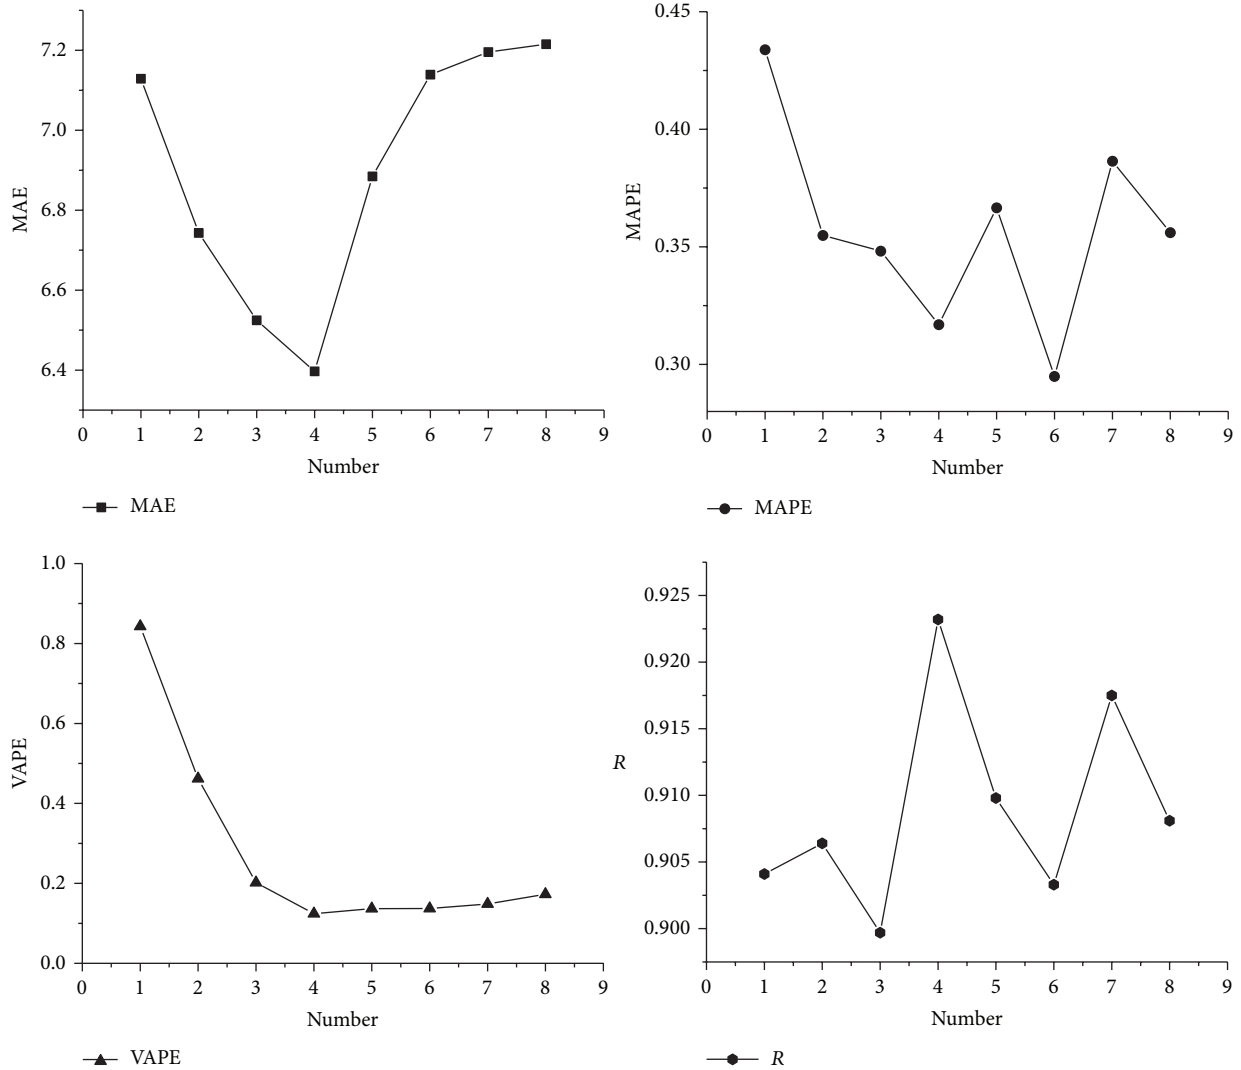 7.2
7.0
6.8
6.6
6.4
MAE
0 1 2 3 4 5 6 7 8 9
Number
MAE
0.45
0.40
0.35
0.30
MAPE
0 1 2 3 4 5 6 7 8 9
Number
MAPE
1.0
0.8
0.6
0.4
0.2
0.0
VAPE
0 1 2 3 4 5 6 7 8 9
Number
VAPE
0.925
0.920
0.915
0.910
0.905
0.900
R
0 1 2 3 4 5 6 7 8 9
Number
R